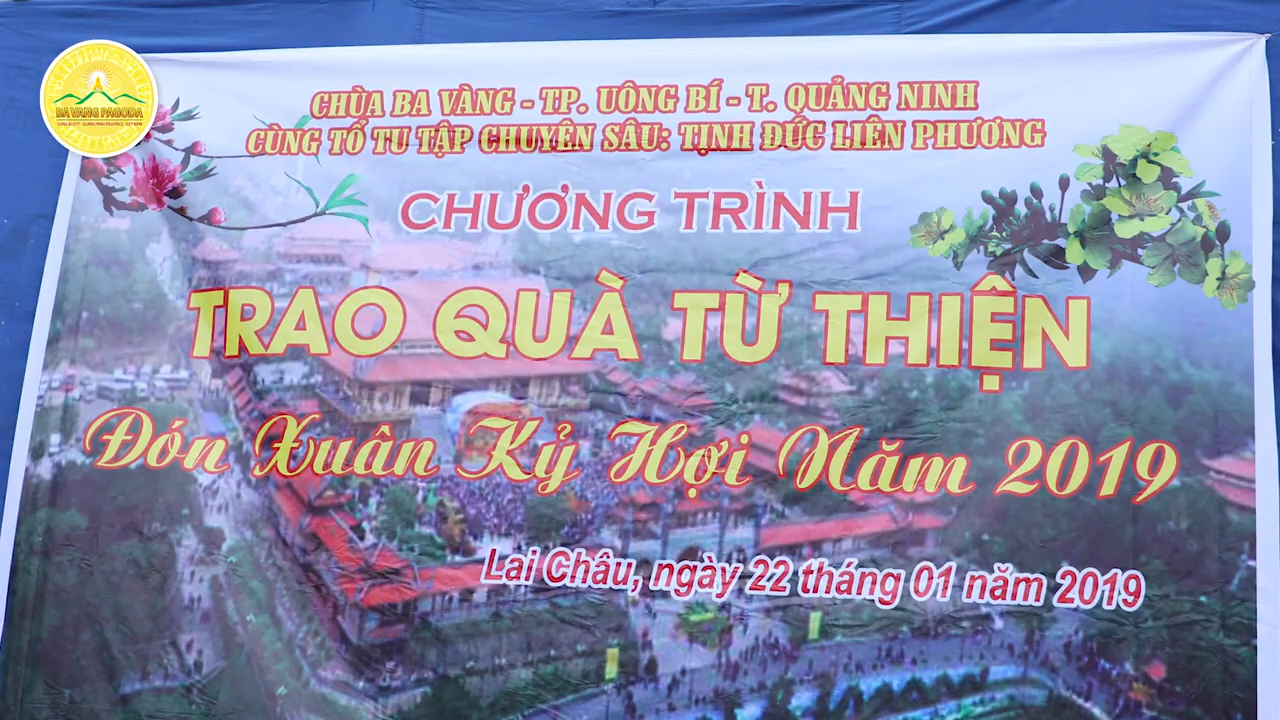 BA VANG PAGODA
CHÙA BA VÀNG - TP. UÔNG BÍ - T. QUẢNG NINH
CÙNG TỔ TU TẬP CHUYÊN SÂU: TỊNH ĐỨC LIÊN PHƯƠNG
CHƯƠNG TRÌNH
TRAO QUÀ TỪ THIỆN
Đón Xuân Kỷ Hợi Năm 2019
Lai Châu, ngày 22 tháng 01 năm 2019